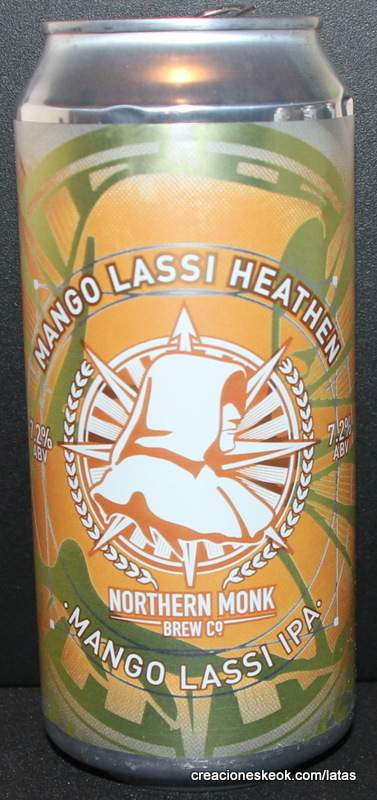 MANGO LASSI HEATHEN
7.2%
ABV
7.2%
ABV
NORTHERN MONK
BREW Cº
·MANGO LASSI IPA·
creacioneskeok.com/latas